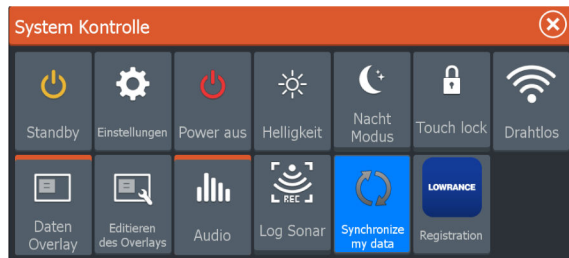 System Kontrolle
Standby
Einstellungen
Power aus
Helligkeit
Nacht
Modus
Touch lock
Drahtlos
Daten
Overlay
Editieren
des Overlays
Audio
REC
Log Sonar
Synchronize
my data
LOWRANCE
Registration